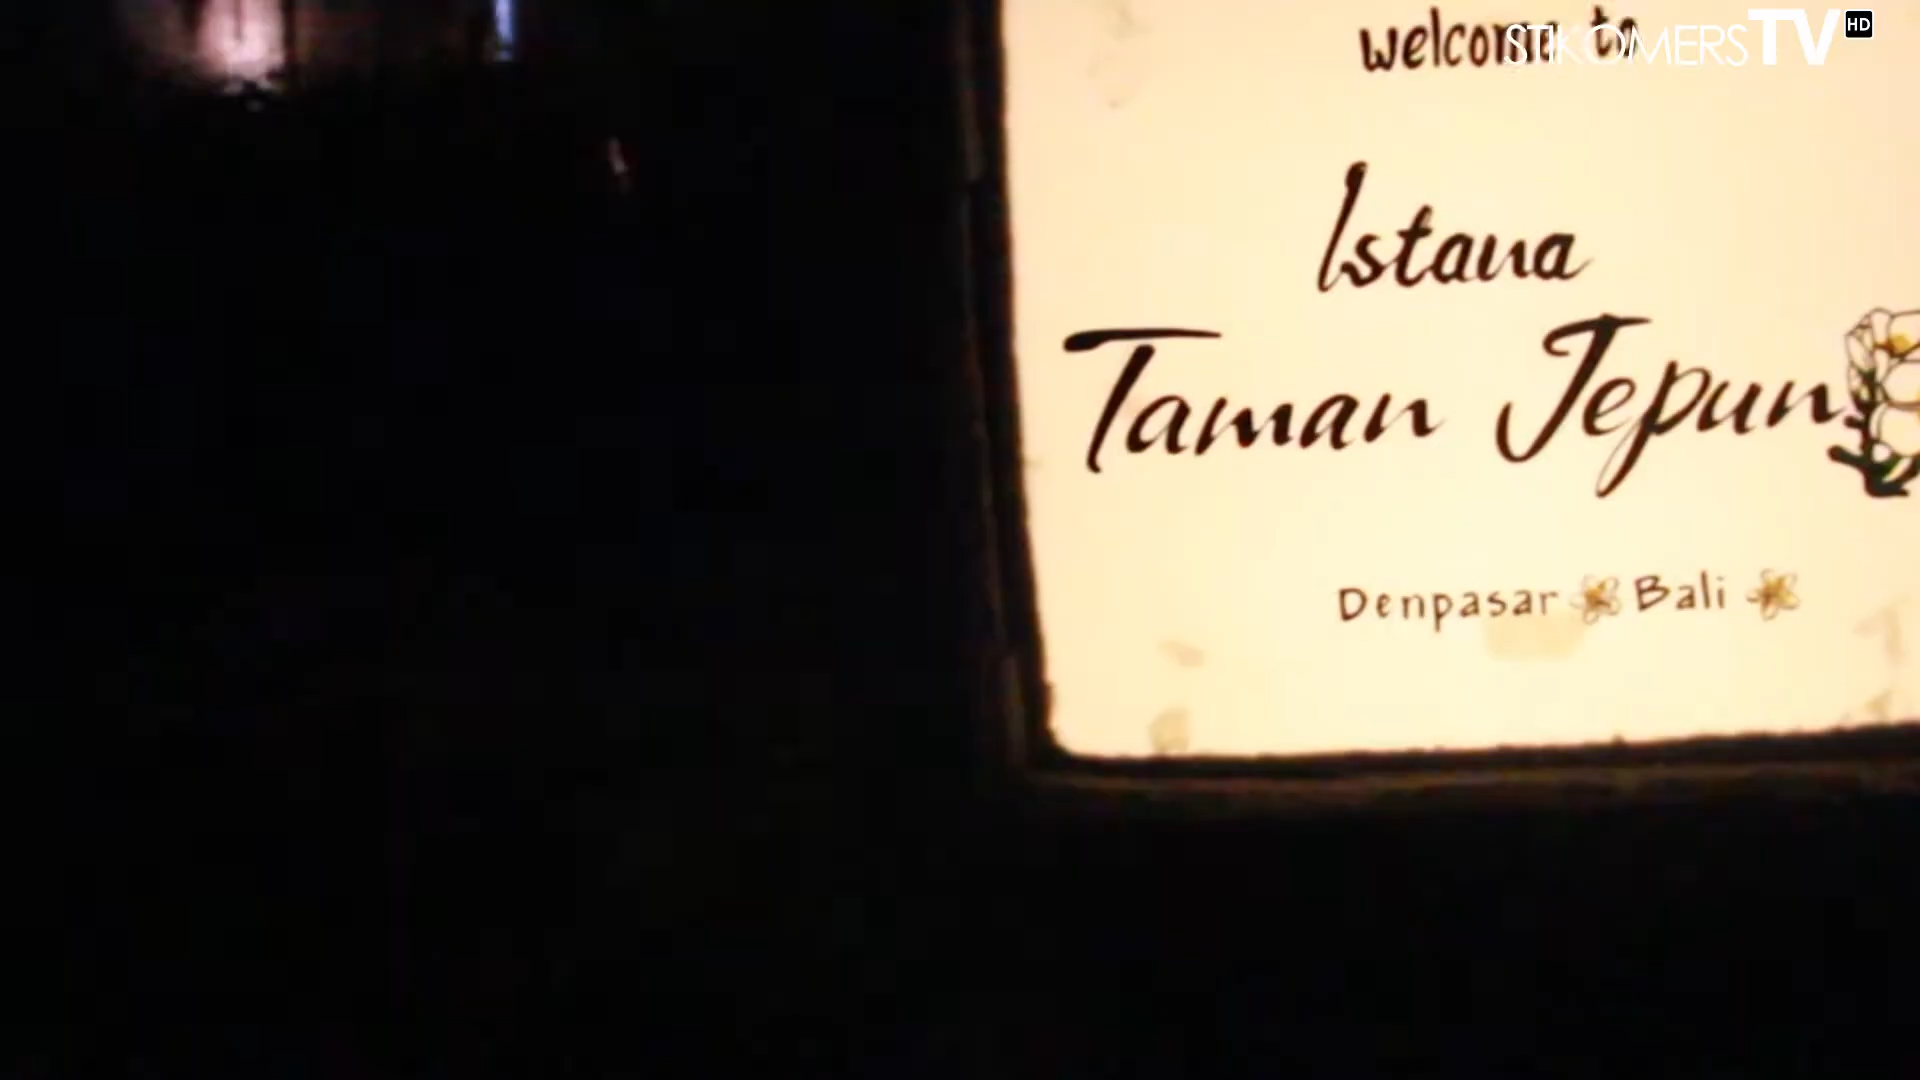 welcome to
STIKOMERSTV HD
Istana
Taman Jepun
Denpasar Bali